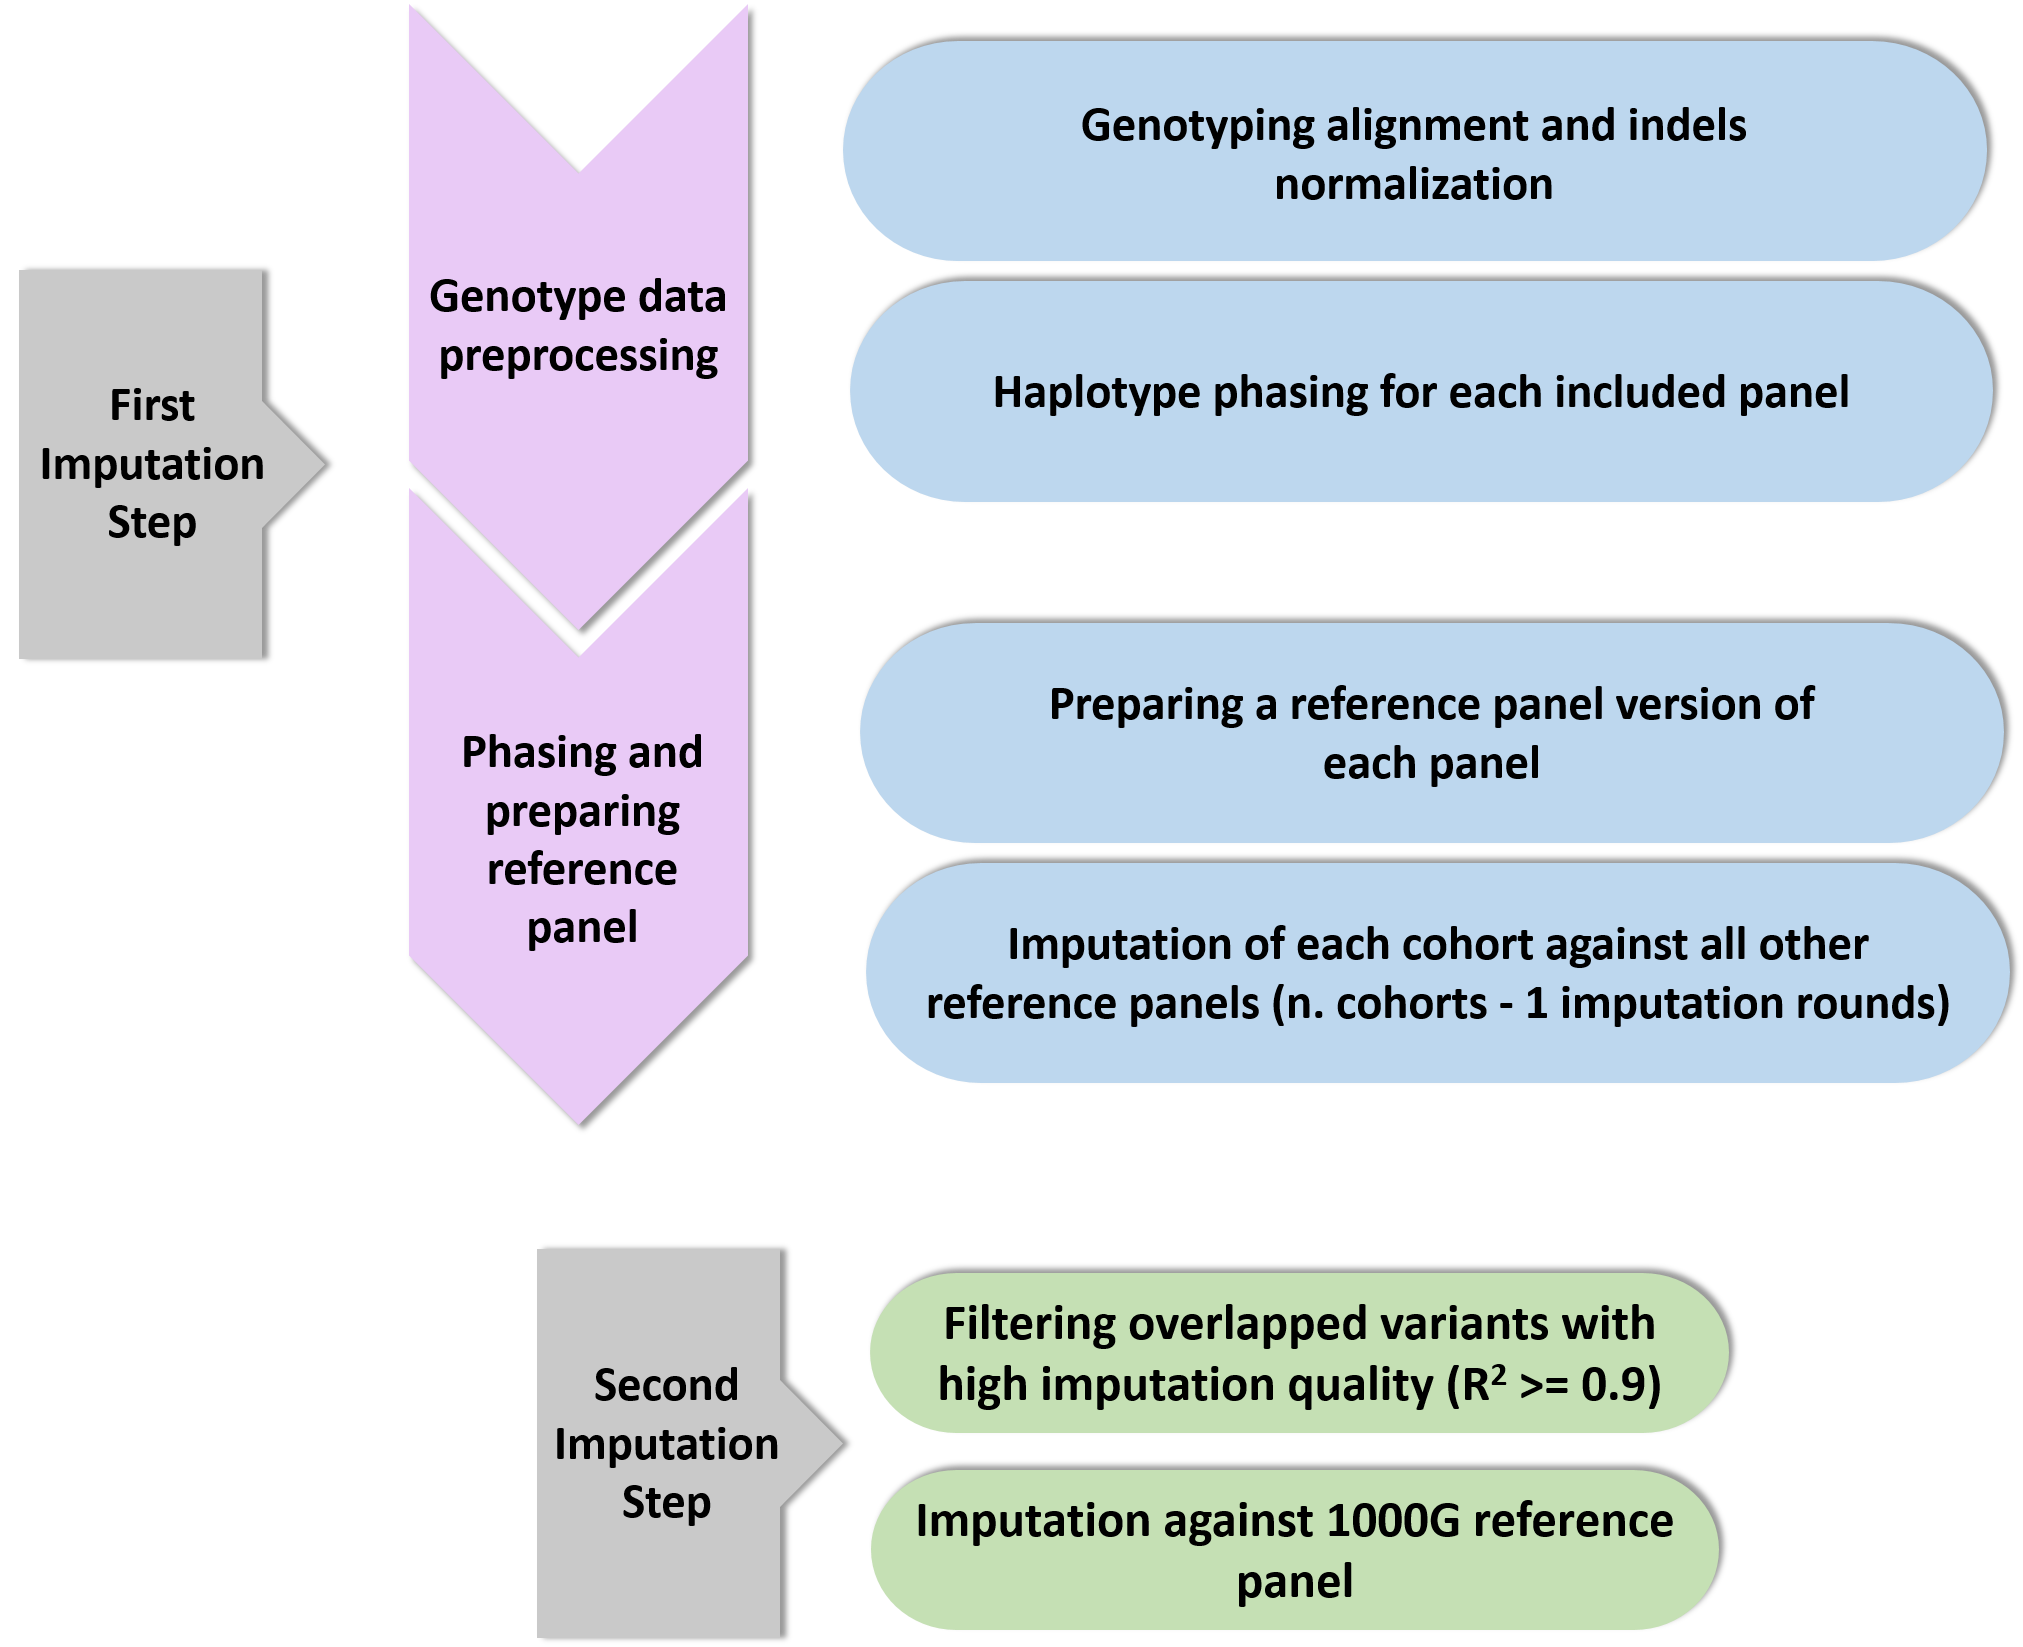 First
Imputation
Step
Genotype data
preprocessing
Genotyping alignment and indels
normalization
Haplotype phasing for each included panel
Phasing and
preparing
reference
panel
Preparing a reference panel version of
each panel
Imputation of each cohort against all other
reference panels (n. cohorts - 1 imputation rounds)
Second
Imputation
Step
Filtering overlapped variants with
high imputation quality (R² >= 0.9)
Imputation against 1000G reference
panel